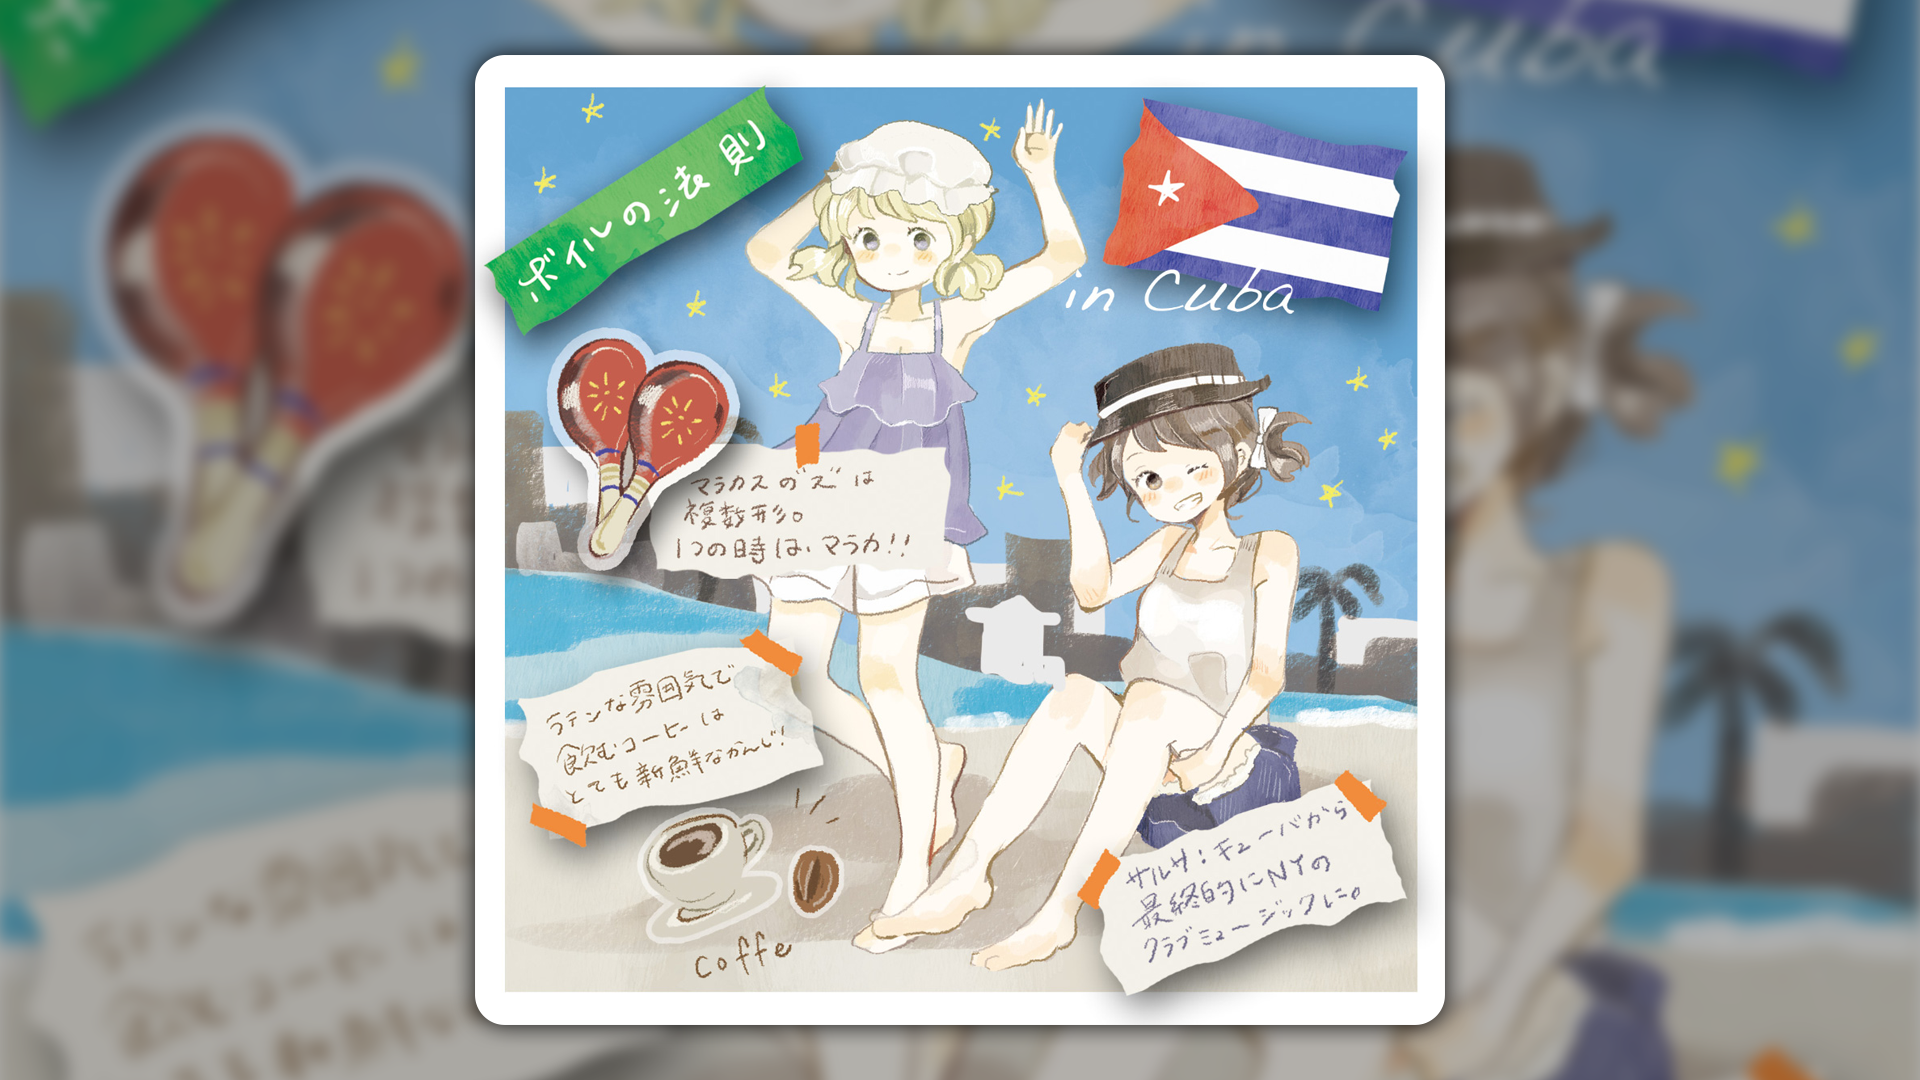 ボイルの法則
in Cuba
マラカスの"ズ"は
複数形。
1つの時は、マラカ!!
ラテンな雰囲気で
飲むコーヒーは
とても新鮮なかんじ!
coffe
サルサ:キューバから
最終的にNYの
クラブミュージックに。